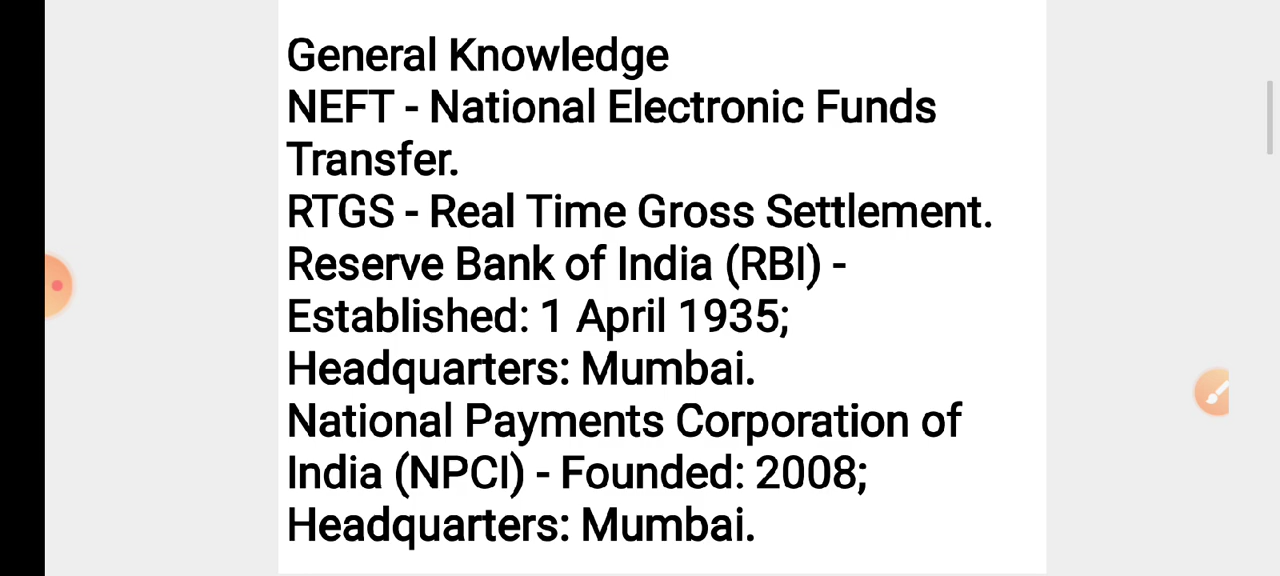 General Knowledge
NEFT - National Electronic Funds
Transfer.
RTGS - Real Time Gross Settlement.
Reserve Bank of India (RBI) -
Established: 1 April 1935;
Headquarters: Mumbai.
National Payments Corporation of
India (NPCI) - Founded: 2008;
Headquarters: Mumbai.